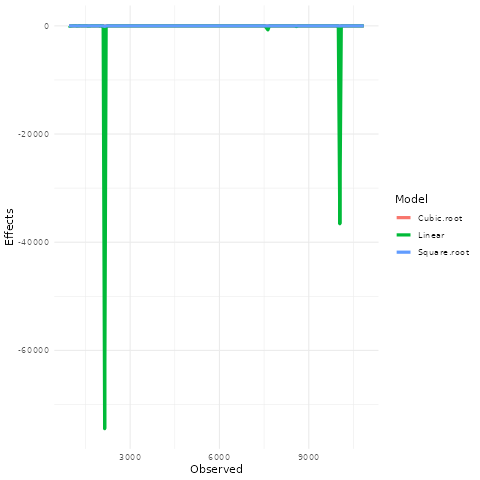 0
-20000
-40000
-60000
Effects
3000 6000 9000
Observed
Model
Cubic.root
Linear
Square.root